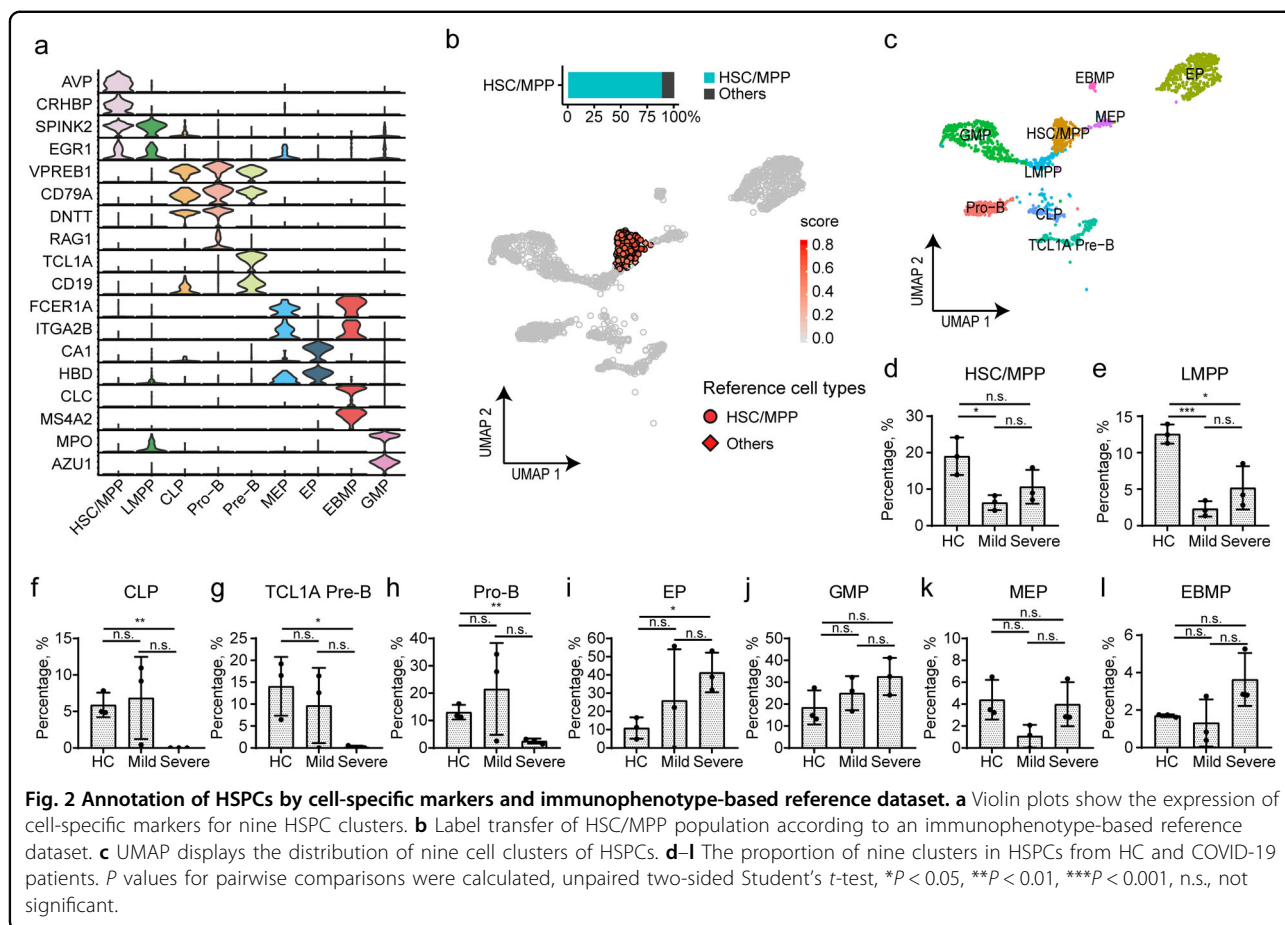 a
AVP
CRHBP
SPINK2
EGR1
VPREB1
CD79A
DNTT
RAG1
TCL1A
CD19
FCER1A
ITGA2B
CA1
HBD
CLC
MS4A2
MPO
AZU1
HSC/MPP LMPP CLP Pro-B Pre-B MEP EP EBMP GMP
b
HSC/MPP
HSC/MPP
Others
0 25 50 75 100%
score
0.8
0.6
0.4
0.2
0.0
Reference cell types
HSC/MPP
Others
UMAP 2
UMAP 1
c
EP
EBMP
MEP
HSC/MPP
GMP
LMPP
Pro-B
CLP
TCL1A Pre-B
UMAP 2
UMAP 1
d
HSC/MPP
n.s.
* n.s.
Percentage, %
30
20
10
0
HC Mild Severe
e
LMPP
*
*** n.s.
Percentage, %
15
10
5
0
HC Mild Severe
f
CLP
**
n.s. n.s.
Percentage, %
15
10
5
0
HC Mild Severe
g
TCL1A Pre-B
*
n.s. n.s.
Percentage, %
25
20
15
10
5
0
HC Mild Severe
h
Pro-B
**
n.s. n.s.
Percentage, %
50
40
30
20
10
0
HC Mild Severe
i
EP
*
n.s. n.s.
Percentage, %
60
50
40
30
20
10
0
HC Mild Severe
j
GMP
n.s.
n.s. n.s.
Percentage, %
60
40
20
0
HC Mild Severe
k
MEP
n.s.
n.s. n.s.
Percentage, %
10
8
6
4
2
0
HC Mild Severe
l
EBMP
n.s.
n.s. n.s.
Percentage, %
6
4
2
0
HC Mild Severe
Fig. 2 Annotation of HSPCs by cell-specific markers and immunophenotype-based reference dataset. a Violin plots show the expression of
cell-specific markers for nine HSPC clusters. b Label transfer of HSC/MPP population according to an immunophenotype-based reference
dataset. c UMAP displays the distribution of nine cell clusters of HSPCs. d–l The proportion of nine clusters in HSPCs from HC and COVID-19
patients. P values for pairwise comparisons were calculated, unpaired two-sided Student's t-test, *P < 0.05, **P < 0.01, ***P < 0.001, n.s., not
significant.